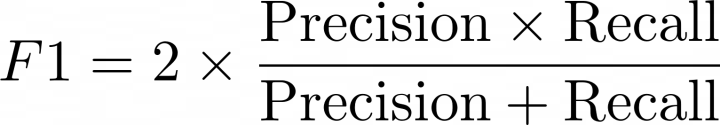 F1 = 2 × Precision × Recall / Precision + Recall